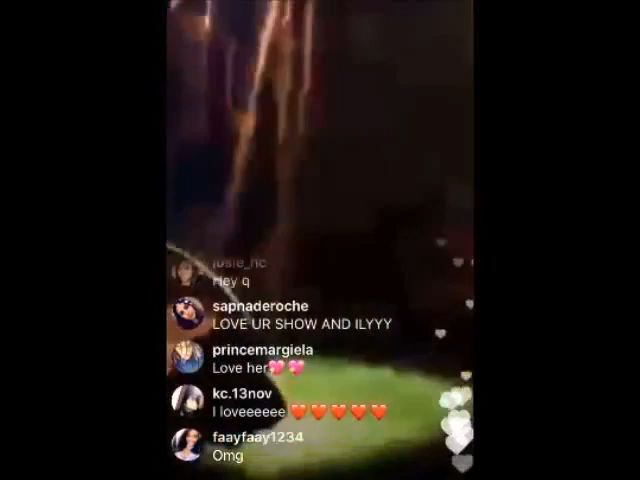 Hey q
sapnaderoche
LOVE UR SHOW AND ILYYY
princemargiela
Love her💖💖
kc.13nov
I loveeeeee ❤️❤️❤️❤️❤️
faayfaay1234
Omg